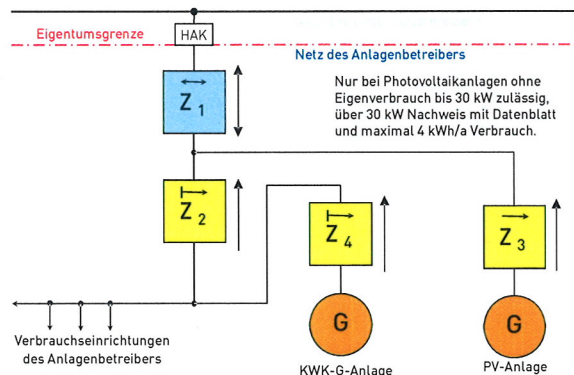 Eigentumsgrenze
HAK
Netz des Anlagenbetreibers
Nur bei Photovoltaikanlagen ohne
Eigenverbrauch bis 30 kW zulässig,
über 30 kW Nachweis mit Datenblatt
und maximal 4 kWh/a Verbrauch.
Z1
Z2
Z4
Z3
G
G
Verbrauchseinrichtungen
des Anlagenbetreibers
KWK-G-Anlage
PV-Anlage